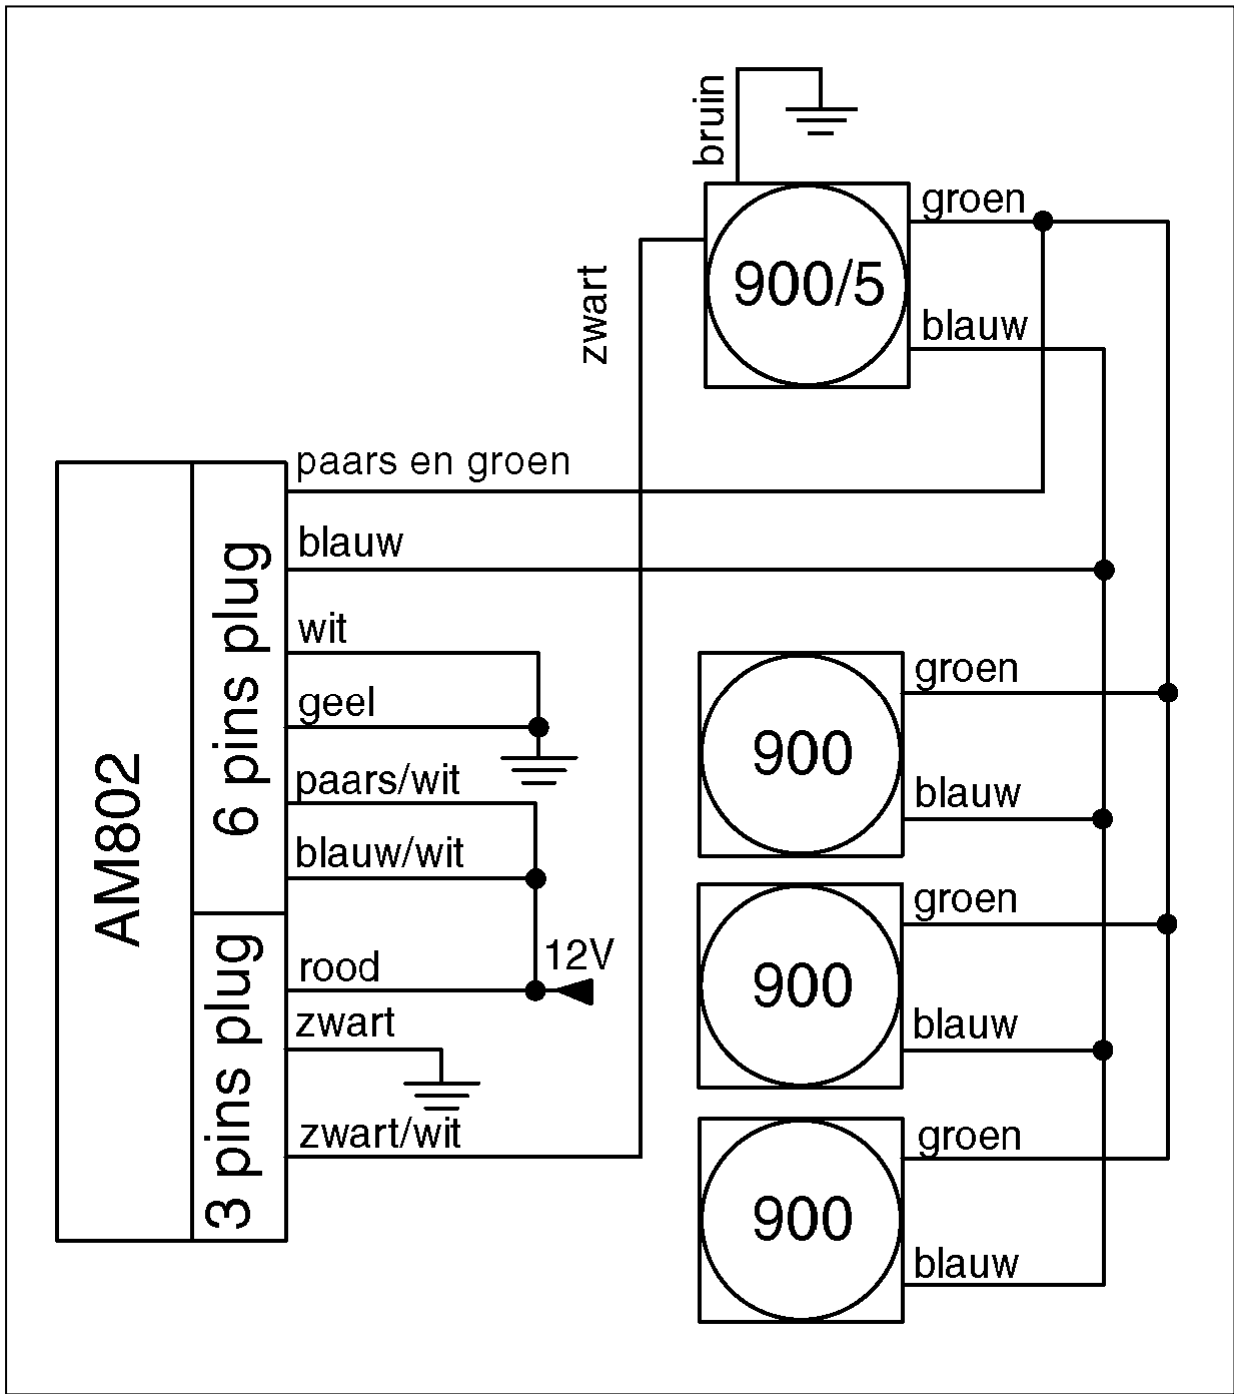 bruin
groen
900/5
zwart
blauw
paars en groen
blauw
wit
geel
paars/wit
blauw/wit
6 pins plug
AM802
rood
12V
zwart
zwart/wit
3 pins plug
groen
900
blauw
groen
900
blauw
groen
900
blauw